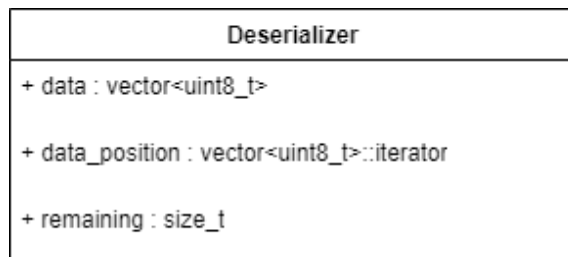 Deserializer
+ data : vector<uint8_t>
+ data_position : vector<uint8_t>::iterator
+ remaining : size_t